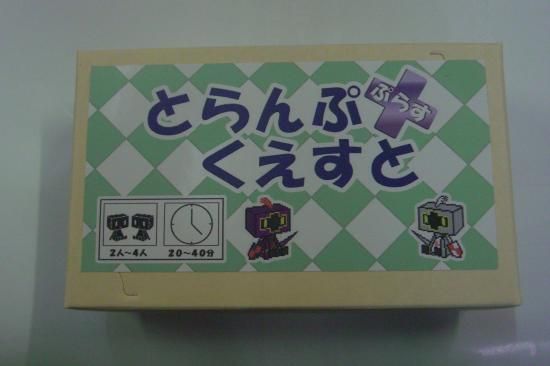 とらんぷ
ぷらす
くえすと
2人～4人
20～40分